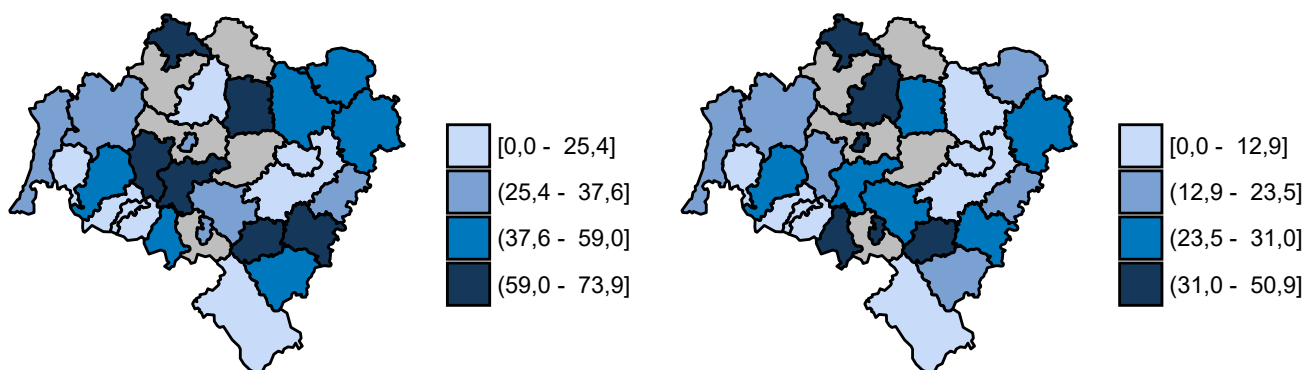 [0,0 - 25,4]
(25,4 - 37,6]
(37,6 - 59,0]
(59,0 - 73,9]
[0,0 - 12,9]
(12,9 - 23,5]
(23,5 - 31,0]
(31,0 - 50,9]